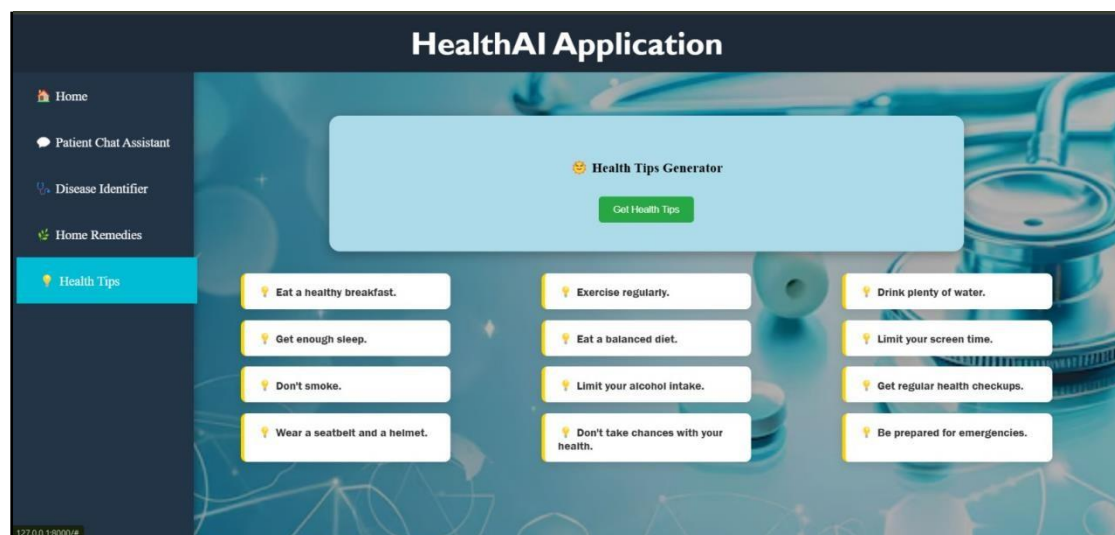 HealthAI Application
Home
Patient Chat Assistant
Disease Identifier
Home Remedies
Health Tips
Health Tips Generator
Get Health Tips
Eat a healthy breakfast.
Exercise regularly.
Drink plenty of water.
Get enough sleep.
Eat a balanced diet.
Limit your screen time.
Don't smoke.
Limit your alcohol intake.
Get regular health checkups.
Wear a seatbelt and a helmet.
Don't take chances with your
health.
Be prepared for emergencies.
127.0.0.1:8000/#